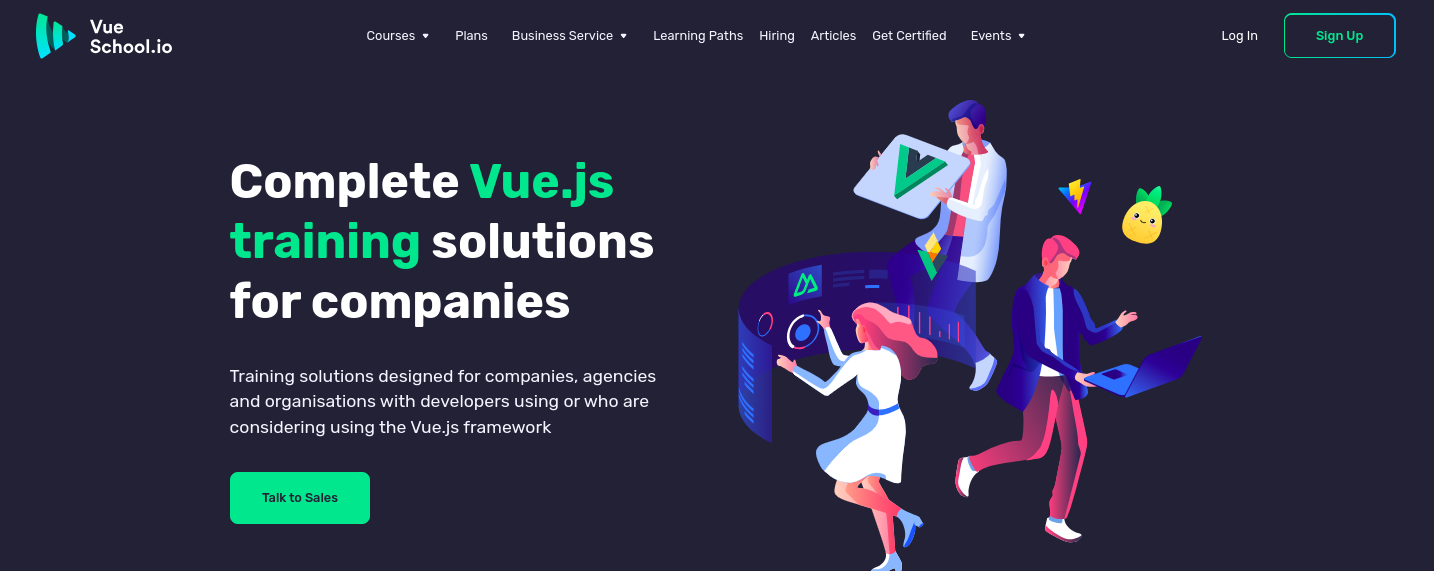 Vue
School.io
Courses Plans Business Service Learning Paths Hiring Articles Get Certified Events Log In Sign Up
Complete Vue.js
training solutions
for companies
Training solutions designed for companies, agencies
and organisations with developers using or who are
considering using the Vue.js framework
Talk to Sales